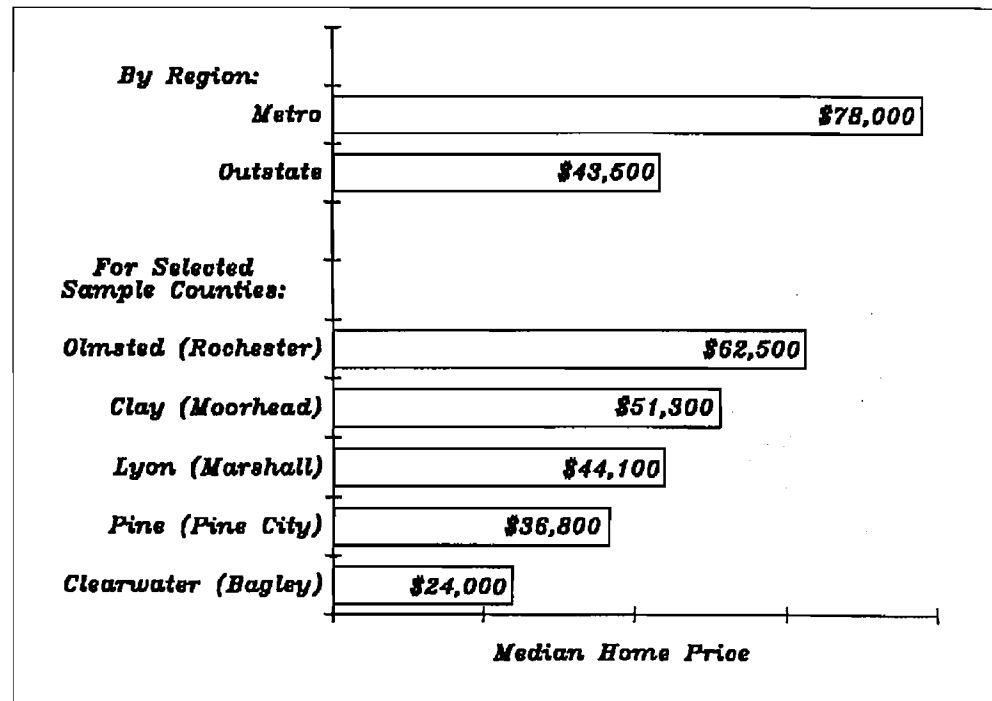 By Region:
Metro $78,000
Outstate $43,500
For Selected
Sample Counties:
Olmsted (Rochester) $62,500
Clay (Moorhead) $51,300
Lyon (Marshall) $44,100
Pine (Pine City) $36,800
Clearwater (Bagley) $24,000
Median Home Price